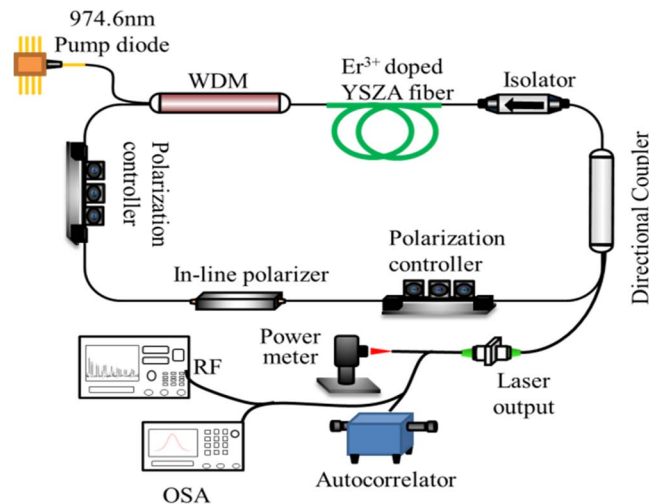 974.6nm
Pump diode
WDM
Er³⁺ doped
YSZA fiber
Isolator
Polarization
controller
Directional Coupler
Polarization
controller
In-line polarizer
Power
meter
RF
Laser
output
Autocorrelator
OSA